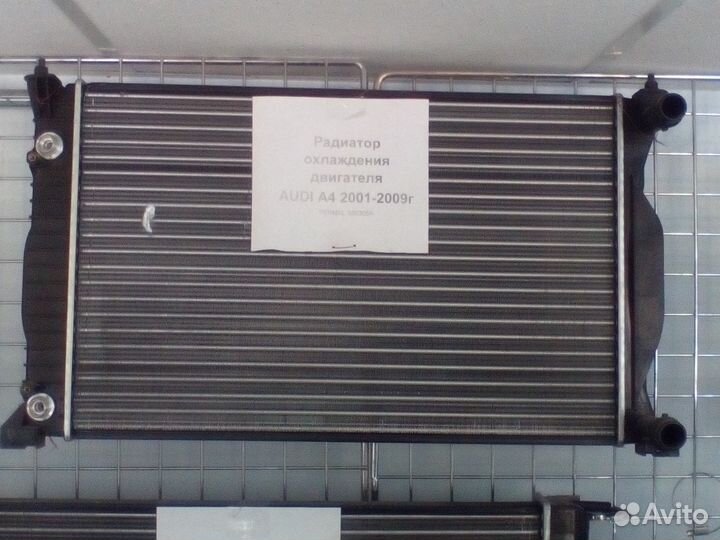 Радиатор
охлаждения
двигателя
AUDI A4 2001-2009г
Avito